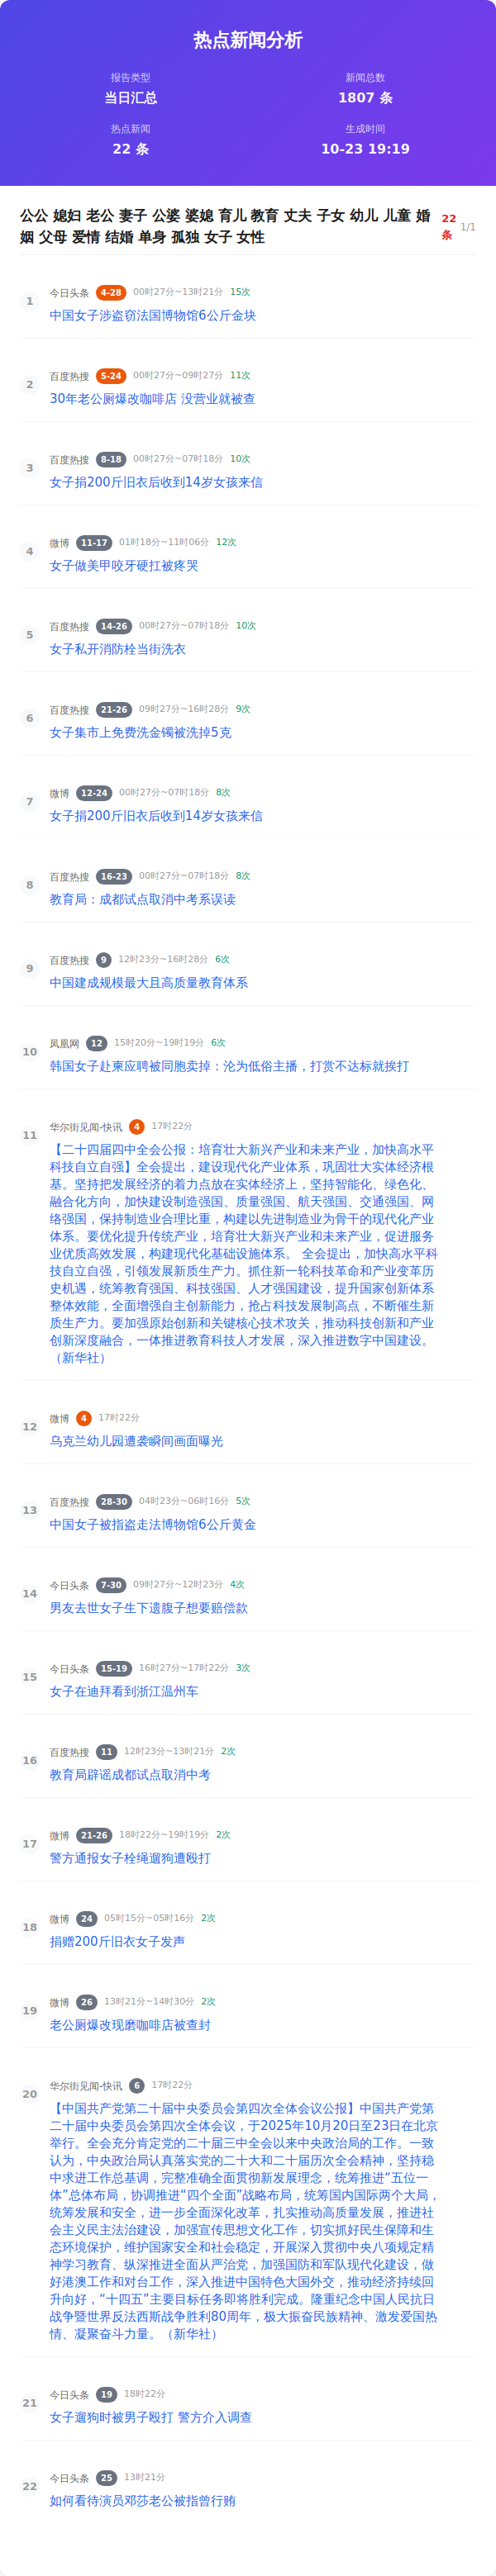 热点新闻分析
报告类型
当日汇总
新闻总数
1807 条
热点新闻
22 条
生成时间
10-23 19:19
公公 媳妇 老公 妻子 公婆 婆媳 育儿 教育 丈夫 子女 幼儿 儿童 婚
姻 父母 爱情 结婚 单身 孤独 女子 女性
22
条
1/1
1
今日头条 4-28 00时27分~13时21分 15次
中国女子涉盗窃法国博物馆6公斤金块
2
百度热搜 5-24 00时27分~09时27分 11次
30年老公厕爆改咖啡店 没营业就被查
3
百度热搜 8-18 00时27分~07时18分 10次
女子捐200斤旧衣后收到14岁女孩来信
4
微博 11-17 01时18分~11时06分 12次
女子做美甲咬牙硬扛被疼哭
5
百度热搜 14-26 00时27分~07时18分 10次
女子私开消防栓当街洗衣
6
百度热搜 21-26 09时27分~16时28分 9次
女子集市上免费洗金镯被洗掉5克
7
微博 12-24 00时27分~07时18分 8次
女子捐200斤旧衣后收到14岁女孩来信
8
百度热搜 16-23 00时27分~07时18分 8次
教育局：成都试点取消中考系误读
9
百度热搜 9 12时23分~16时28分 6次
中国建成规模最大且高质量教育体系
10
凤凰网 12 15时20分~19时19分 6次
韩国女子赴柬应聘被同胞卖掉：沦为低俗主播，打赏不达标就挨打
11
华尔街见闻-快讯 4 17时22分
【二十四届四中全会公报：培育壮大新兴产业和未来产业，加快高水平
科技自立自强】全会提出，建设现代化产业体系，巩固壮大实体经济根
基。坚持把发展经济的着力点放在实体经济上，坚持智能化、绿色化、
融合化方向，加快建设制造强国、质量强国、航天强国、交通强国、网
络强国，保持制造业合理比重，构建以先进制造业为骨干的现代化产业
体系。要优化提升传统产业，培育壮大新兴产业和未来产业，促进服务
业优质高效发展，构建现代化基础设施体系。 全会提出，加快高水平科
技自立自强，引领发展新质生产力。抓住新一轮科技革命和产业变革历
史机遇，统筹教育强国、科技强国、人才强国建设，提升国家创新体系
整体效能，全面增强自主创新能力，抢占科技发展制高点，不断催生新
质生产力。要加强原始创新和关键核心技术攻关，推动科技创新和产业
创新深度融合，一体推进教育科技人才发展，深入推进数字中国建设。
（新华社）
12
微博 4 17时22分
乌克兰幼儿园遭袭瞬间画面曝光
13
百度热搜 28-30 04时23分~06时16分 5次
中国女子被指盗走法博物馆6公斤黄金
14
今日头条 7-30 09时27分~12时23分 4次
男友去世女子生下遗腹子想要赔偿款
15
今日头条 15-19 16时27分~17时22分 3次
女子在迪拜看到浙江温州车
16
百度热搜 11 12时23分~13时21分 2次
教育局辟谣成都试点取消中考
17
微博 21-26 18时22分~19时19分 2次
警方通报女子栓绳遛狗遭殴打
18
微博 24 05时15分~05时16分 2次
捐赠200斤旧衣女子发声
19
微博 26 13时21分~14时30分 2次
老公厕爆改现磨咖啡店被查封
20
华尔街见闻-快讯 6 17时22分
【中国共产党第二十届中央委员会第四次全体会议公报】中国共产党第
二十届中央委员会第四次全体会议，于2025年10月20日至23日在北京
举行。全会充分肯定党的二十届三中全会以来中央政治局的工作。一致
认为，中央政治局认真落实党的二十大和二十届历次全会精神，坚持稳
中求进工作总基调，完整准确全面贯彻新发展理念，统筹推进“五位一
体”总体布局，协调推进“四个全面”战略布局，统筹国内国际两个大局，
统筹发展和安全，进一步全面深化改革，扎实推动高质量发展，推进社
会主义民主法治建设，加强宣传思想文化工作，切实抓好民生保障和生
态环境保护，维护国家安全和社会稳定，开展深入贯彻中央八项规定精
神学习教育、纵深推进全面从严治党，加强国防和军队现代化建设，做
好港澳工作和对台工作，深入推进中国特色大国外交，推动经济持续回
升向好，“十四五”主要目标任务即将胜利完成。隆重纪念中国人民抗日
战争暨世界反法西斯战争胜利80周年，极大振奋民族精神、激发爱国热
情、凝聚奋斗力量。（新华社）
21
今日头条 19 18时22分
女子遛狗时被男子殴打 警方介入调查
22
今日头条 25 13时21分
如何看待演员邓莎老公被指曾行贿